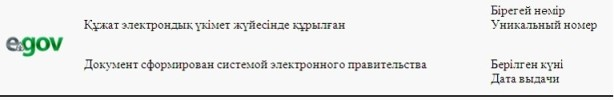 Бірегей нөмір
Құжат электрондық үкімет жүйесінде құрылған
Уникальный номер
egov
Документ сформирован системой электронного правительства
Берілген күні
Дата выдачи